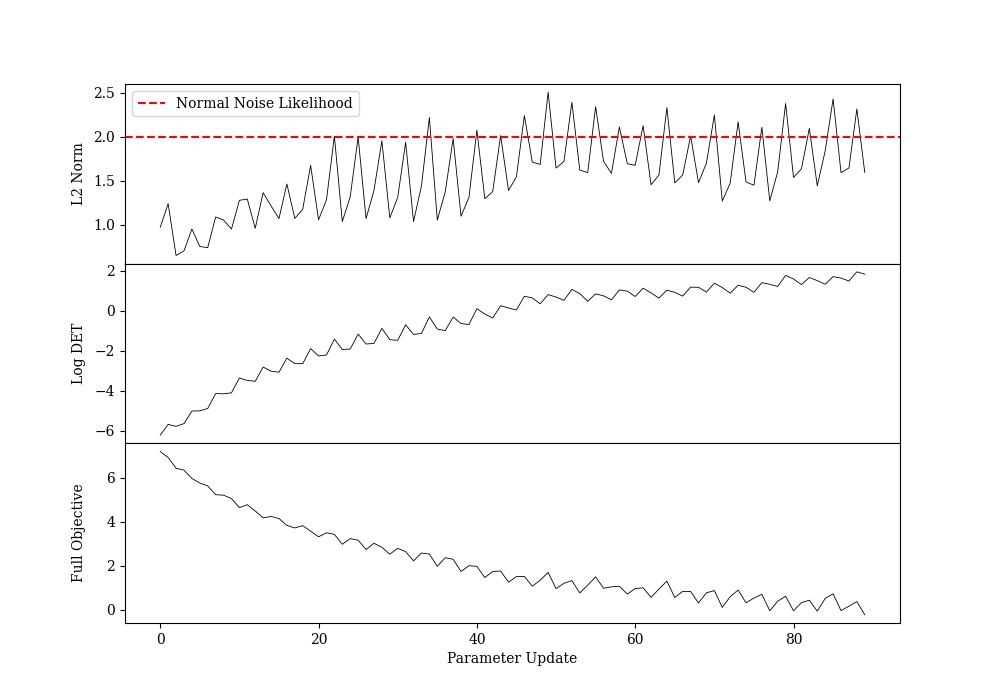 Normal Noise Likelihood
2.5
2.0
1.5
1.0
L2 Norm
2
0
−2
−4
−6
Log DET
6
4
2
0
Full Objective
0 20 40 60 80
Parameter Update